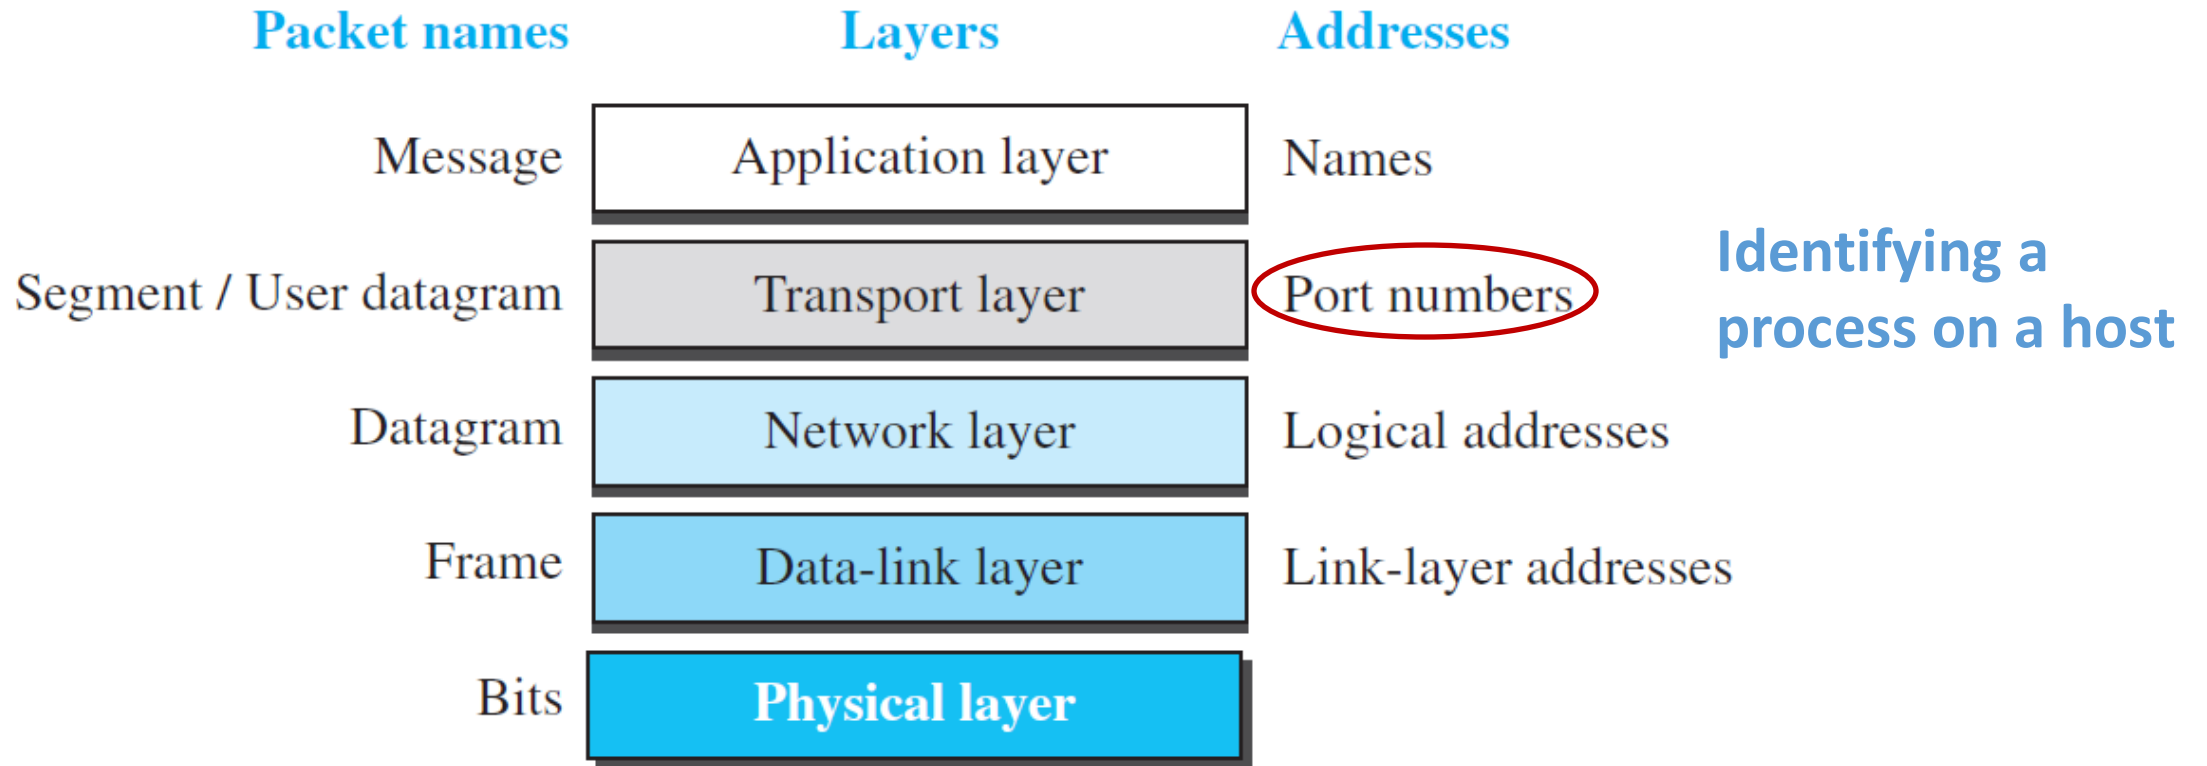 Packet names Layers Addresses
Message Application layer Names
Segment / User datagram Transport layer Port numbers
Identifying a
process on a host
Datagram Network layer Logical addresses
Frame Data-link layer Link-layer addresses
Bits Physical layer